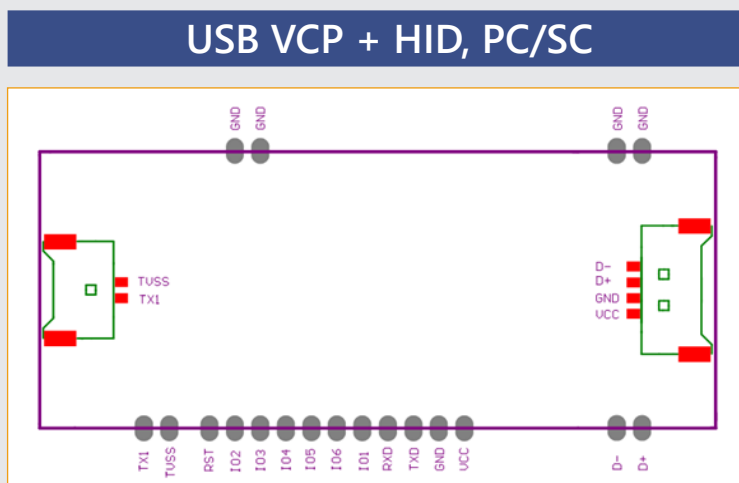 USB VCP + HID, PC/SC
GND GND GND GND
TVSS
TX1
D-
D+
GND
VCC
TX1 TVSS RST IO2 IO3 IO4 IO5 IO6 IO1 RXD TXD GND VCC D- D+